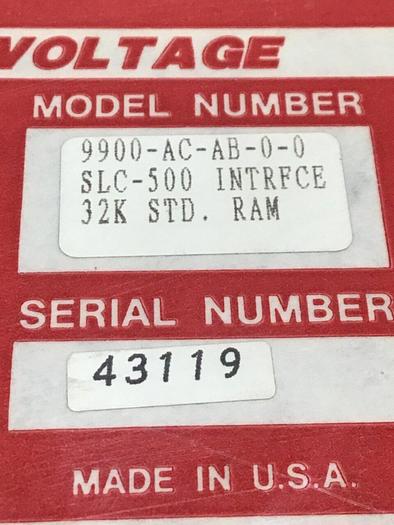 VOLTAGE
MODEL NUMBER
9900-AC-AB-0-0
SLC-500 INTRFCE
32K STD. RAM
SERIAL NUMBER
43119
MADE IN U.S.A.